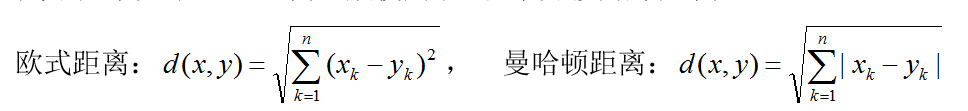 欧式距离：d(x, y) = √(∑_{k=1}^{n} (x_k − y_k)^2)， 曼哈顿距离：d(x, y) = √(∑_{k=1}^{n} | x_k − y_k |)